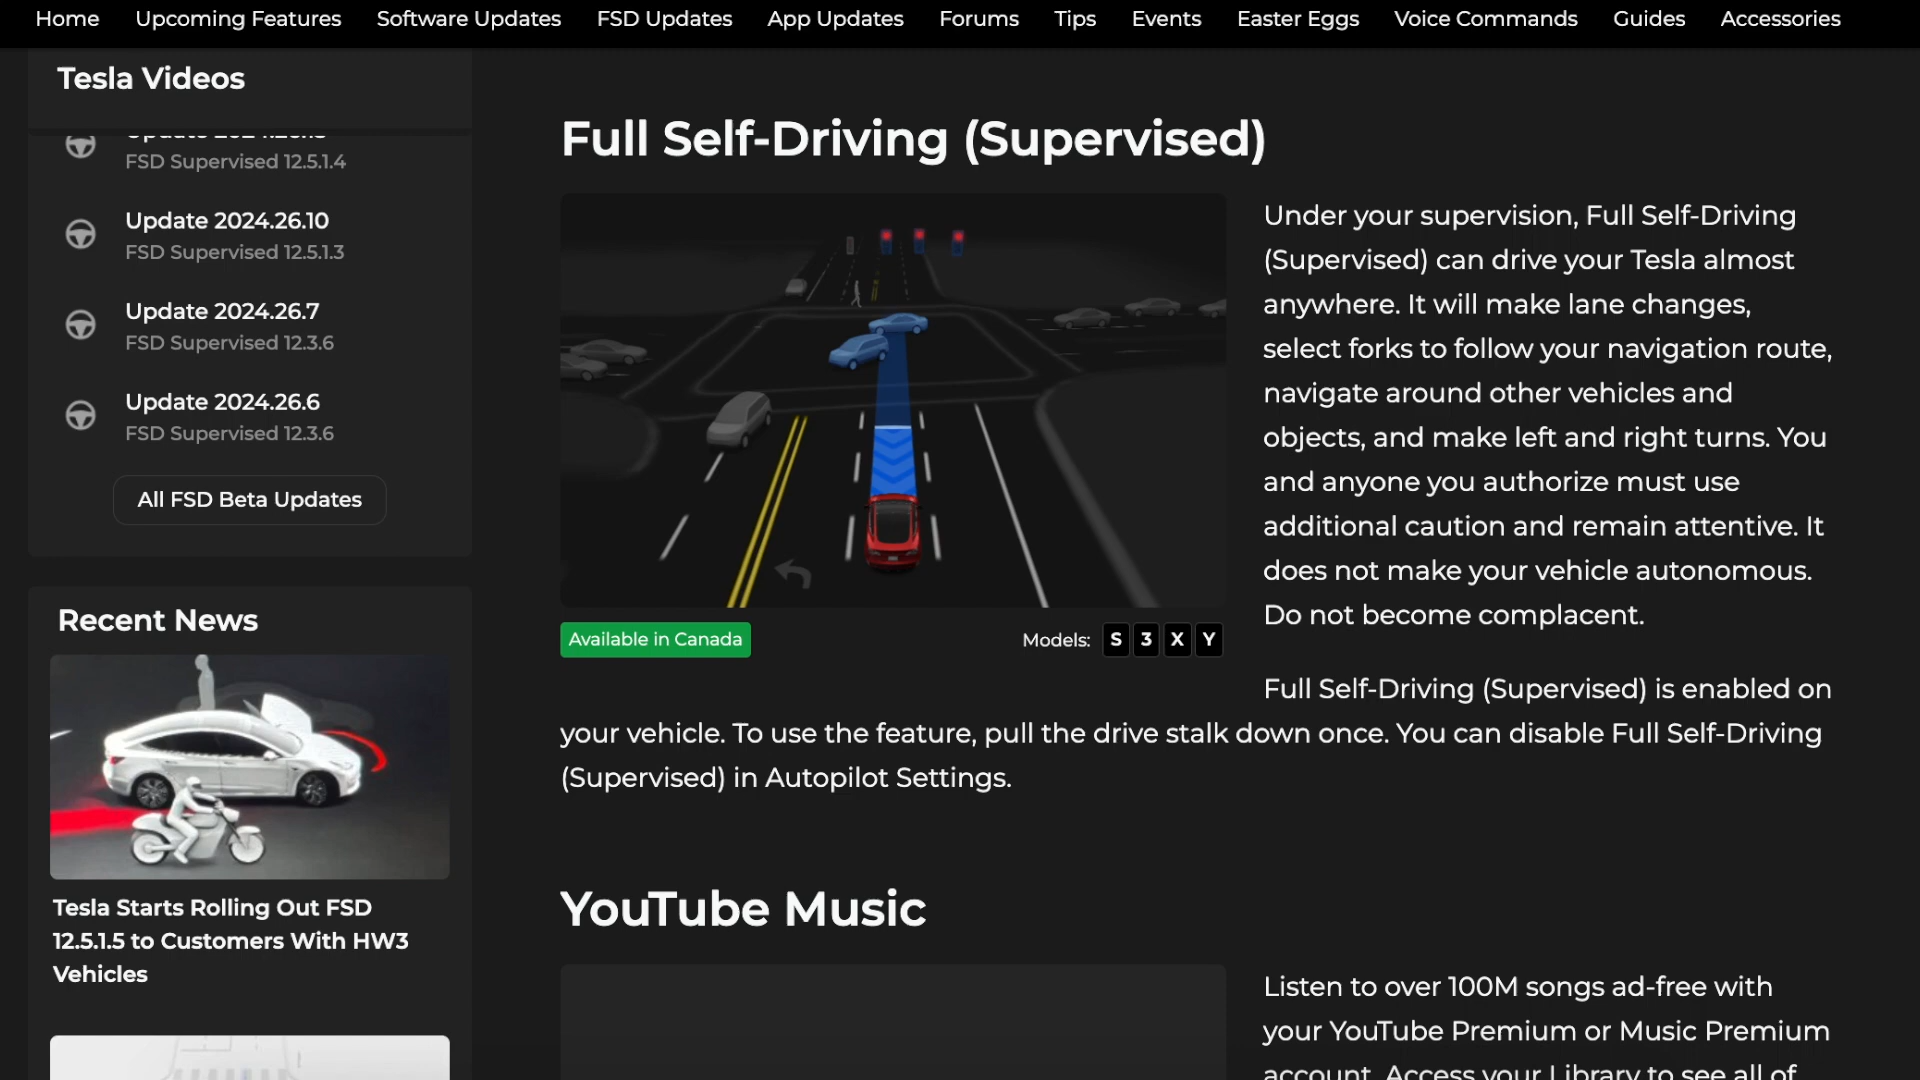 Home Upcoming Features Software Updates FSD Updates App Updates Forums Tips Events Easter Eggs Voice Commands Guides Accessories
Tesla Videos
FSD Supervised 12.5.1.4
Update 2024.26.10
FSD Supervised 12.5.1.3
Update 2024.26.7
FSD Supervised 12.3.6
Update 2024.26.6
FSD Supervised 12.3.6
All FSD Beta Updates
Recent News
Tesla Starts Rolling Out FSD
12.5.1.5 to Customers With HW3
Vehicles
Full Self-Driving (Supervised)
Available in Canada
Models: S 3 X Y
Under your supervision, Full Self-Driving
(Supervised) can drive your Tesla almost
anywhere. It will make lane changes,
select forks to follow your navigation route,
navigate around other vehicles and
objects, and make left and right turns. You
and anyone you authorize must use
additional caution and remain attentive. It
does not make your vehicle autonomous.
Do not become complacent.
Full Self-Driving (Supervised) is enabled on
your vehicle. To use the feature, pull the drive stalk down once. You can disable Full Self-Driving
(Supervised) in Autopilot Settings.
YouTube Music
Listen to over 100M songs ad-free with
your YouTube Premium or Music Premium
account. Access your Library to see all of